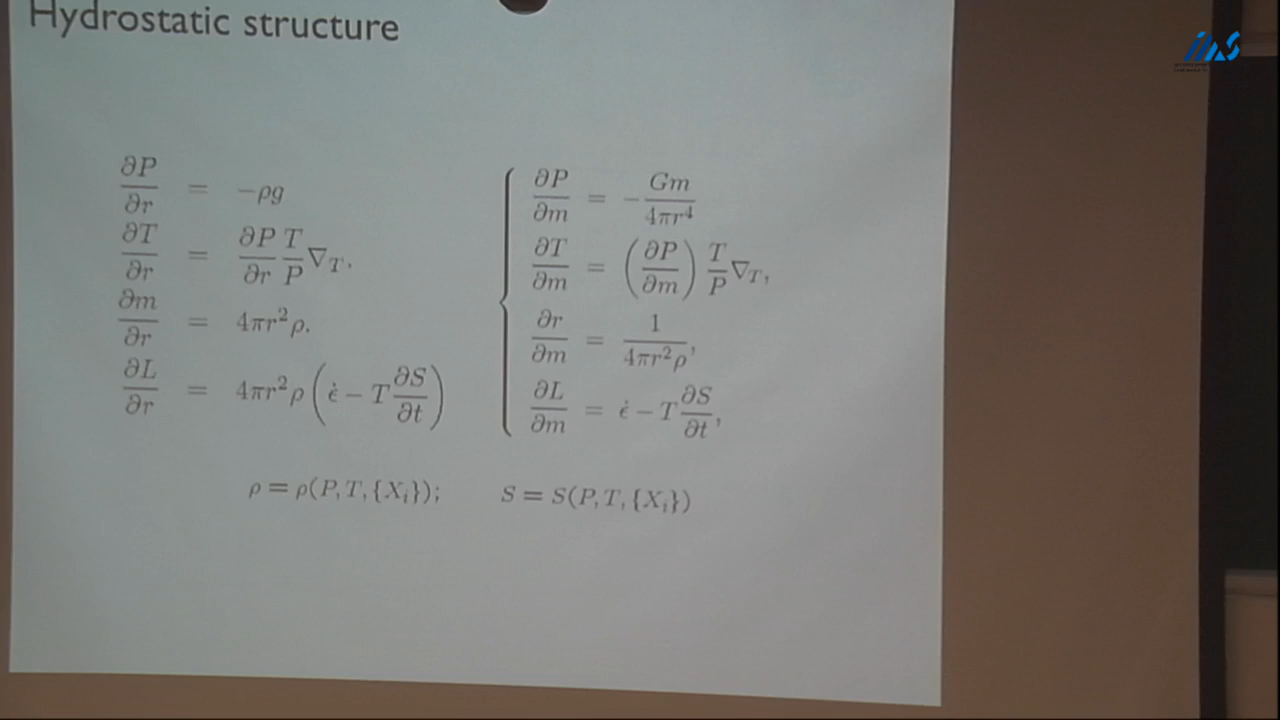 Hydrostatic structure
∂P/∂r = −ρg
∂T/∂r = ∂P/∂r T/P ∇_T.
∂m/∂r = 4πr²ρ.
∂L/∂r = 4πr²ρ (ε̇ − T ∂S/∂t)
∂P/∂m = − Gm/4πr⁴
∂T/∂m = (∂P/∂m) T/P ∇_T,
∂r/∂m = 1/4πr²ρ,
∂L/∂m = ε̇ − T ∂S/∂t,
ρ = ρ(P, T, {X_i}); S = S(P, T, {X_i})